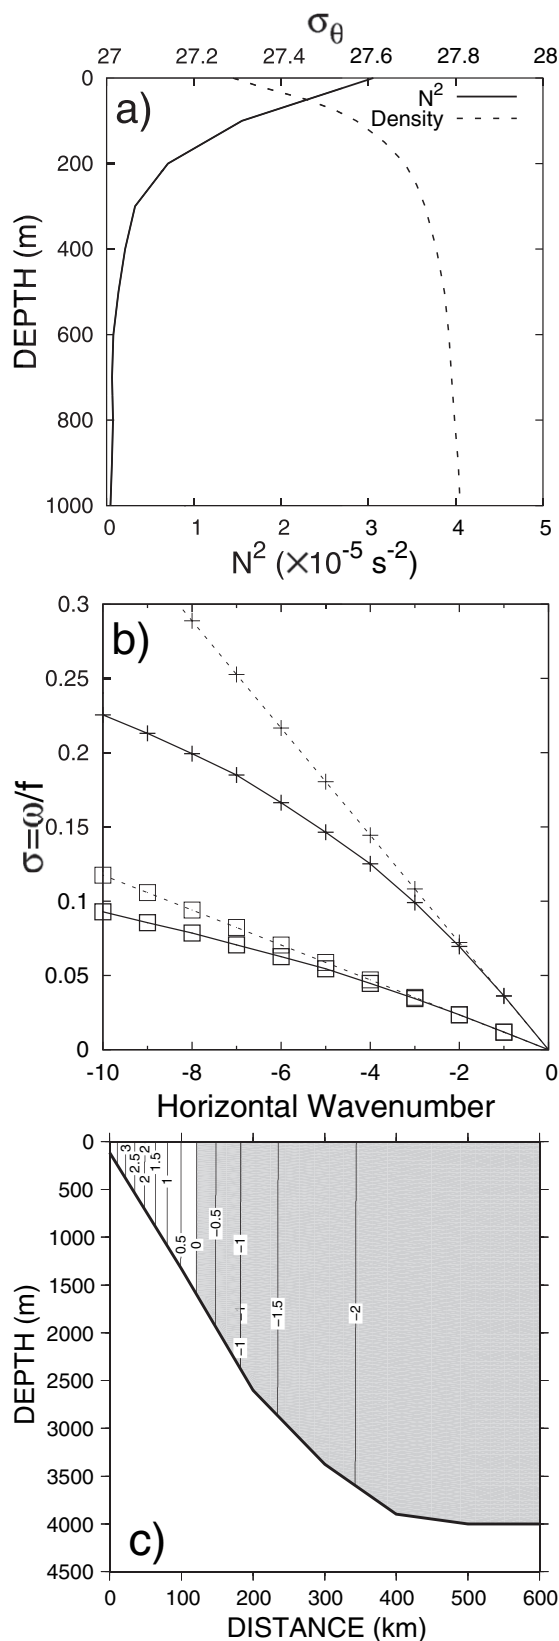 σθ
27 27.2 27.4 27.6 27.8 28
0
a)
N2
Density
200
400
600
800
1000
DEPTH (m)
0 1 2 3 4 5
N2 (×10-5 s-2)
0.3
b)
0.25
0.2
0.15
0.1
0.05
0
σ=ω/f
-10 -8 -6 -4 -2 0
Horizontal Wavenumber
0
500
1000
1500
2000
2500
3000
3500
4000
4500
DEPTH (m)
3
2.5
2
2
1.5
1
0.5
0
−0.5
−1
−1
−1
−1.5
−2
c)
0 100 200 300 400 500 600
DISTANCE (km)